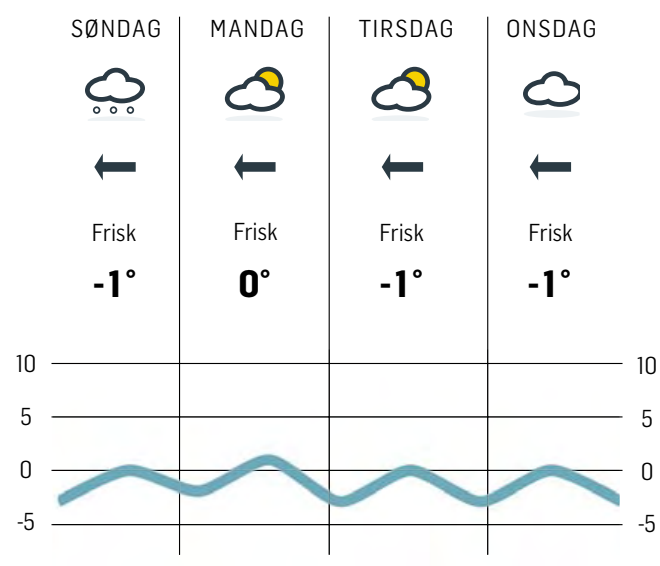 SØNDAG MANDAG TIRSDAG ONSDAG
Frisk Frisk Frisk Frisk
-1° 0° -1° -1°
10 10
5 5
0 0
-5 -5